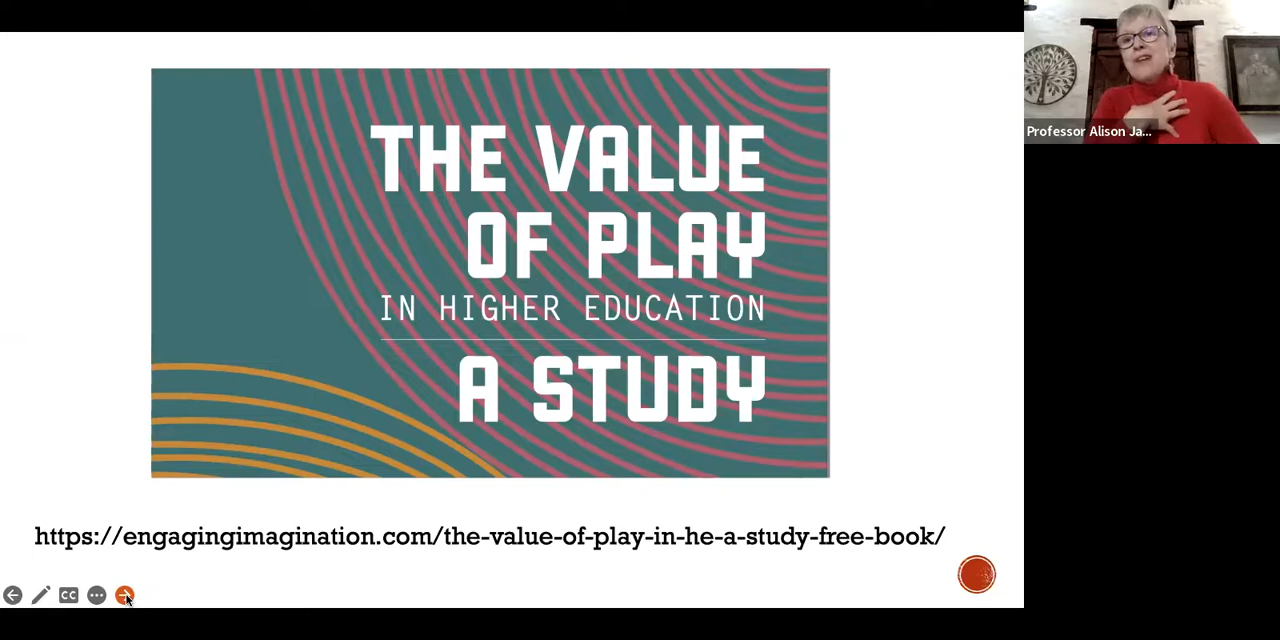 THE VALUE
OF PLAY
IN HIGHER EDUCATION
A STUDY
https://engagingimagination.com/the-value-of-play-in-he-a-study-free-book/
Professor Alison Ja...
CC